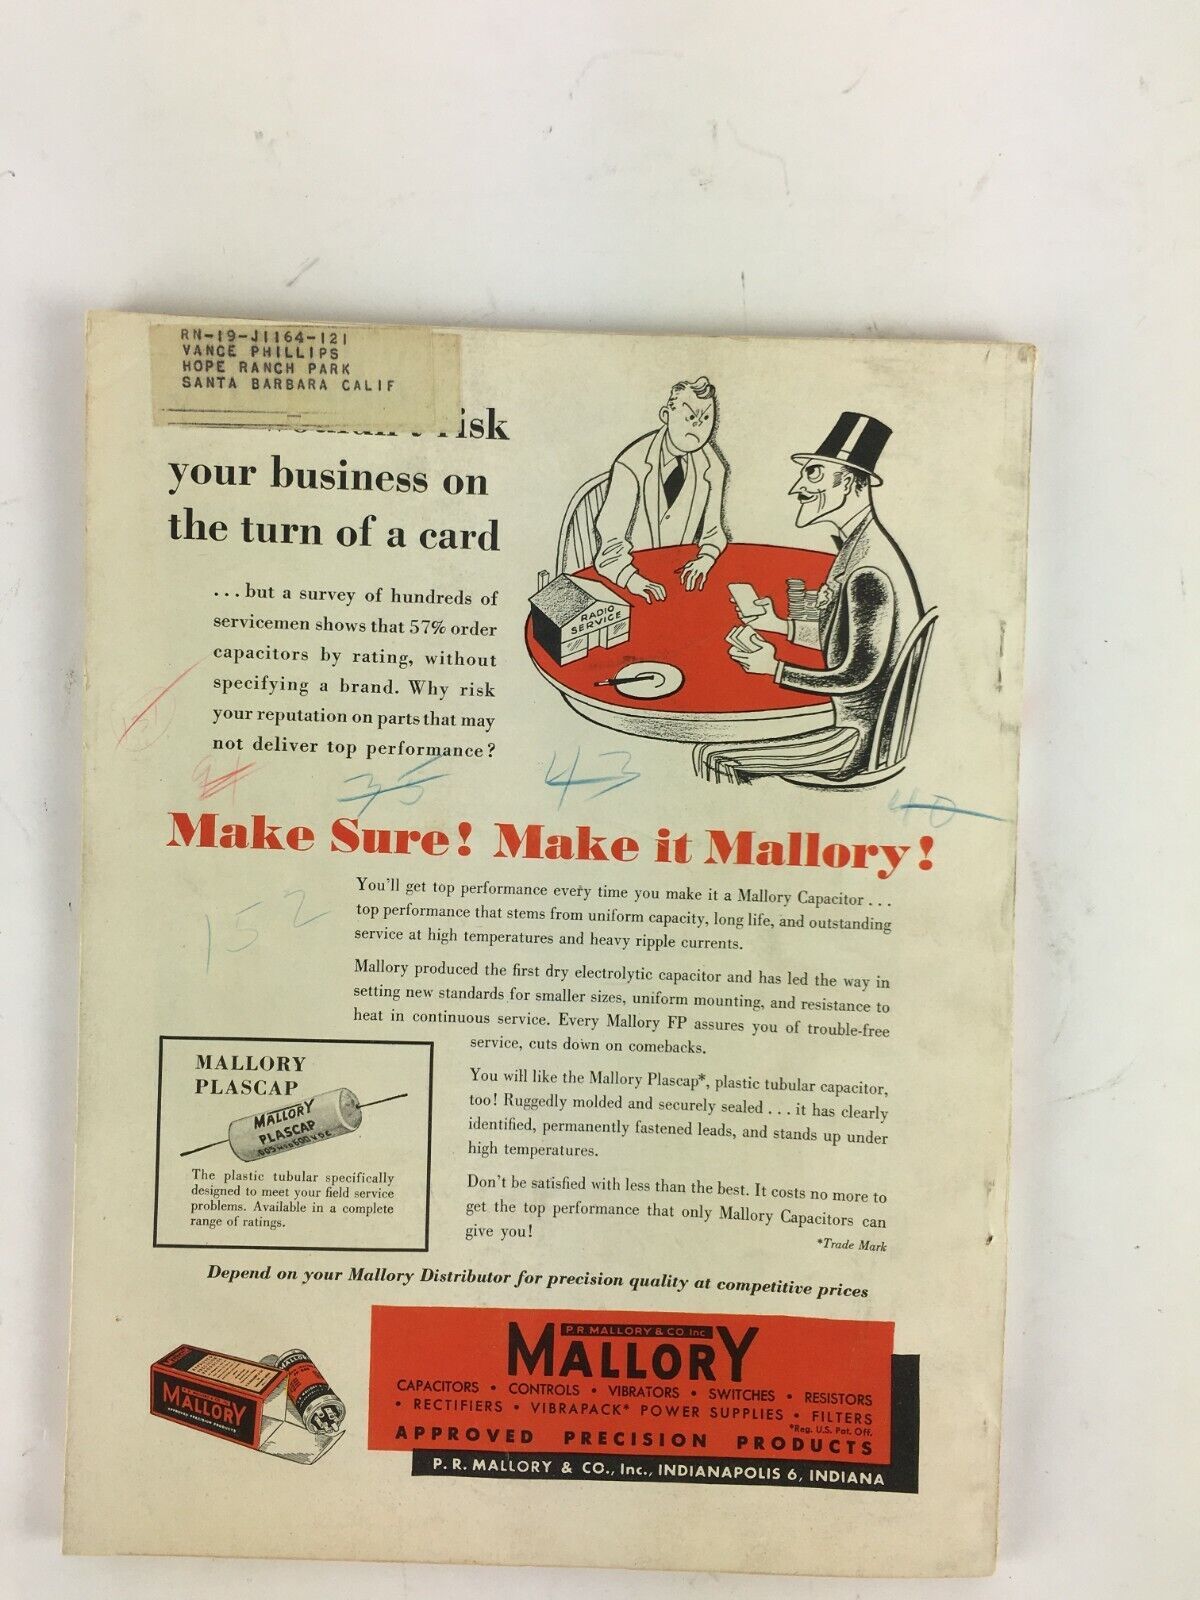 RN-19-J1164-121
VANCE PHILLIPS
HOPE RANCH PARK
SANTA BARBARA CALIF
risk
your business on
the turn of a card
...but a survey of hundreds of
servicemen shows that 57% order
capacitors by rating, without
specifying a brand. Why risk
your reputation on parts that may
not deliver top performance?
RADIO
SERVICE
35
43
40
Make Sure! Make it Mallory!
152
You'll get top performance every time you make it a Mallory Capacitor...
top performance that stems from uniform capacity, long life, and outstanding
service at high temperatures and heavy ripple currents.
Mallory produced the first dry electrolytic capacitor and has led the way in
setting new standards for smaller sizes, uniform mounting, and resistance to
heat in continuous service. Every Mallory FP assures you of trouble-free
service, cuts down on comebacks.
You will like the Mallory Plascap*, plastic tubular capacitor,
too! Ruggedly molded and securely sealed...it has clearly
identified, permanently fastened leads, and stands up under
high temperatures.
Don't be satisfied with less than the best. It costs no more to
get the top performance that only Mallory Capacitors can
give you!
*Trade Mark
MALLORY
PLASCAP
MALLORY
PLASCAP
The plastic tubular specifically
designed to meet your field service
problems. Available in a complete
range of ratings.
Depend on your Mallory Distributor for precision quality at competitive prices
MALLORY
MALLORY
APPROVED PRECISION PRODUCTS
P.R. MALLORY & CO. Inc
MALLORY
CAPACITORS • CONTROLS • VIBRATORS • SWITCHES • RESISTORS
• RECTIFIERS • VIBRAPACK* POWER SUPPLIES • FILTERS
*Reg. U.S. Pat. Off.
APPROVED PRECISION PRODUCTS
P. R. MALLORY & CO., Inc., INDIANAPOLIS 6, INDIANA